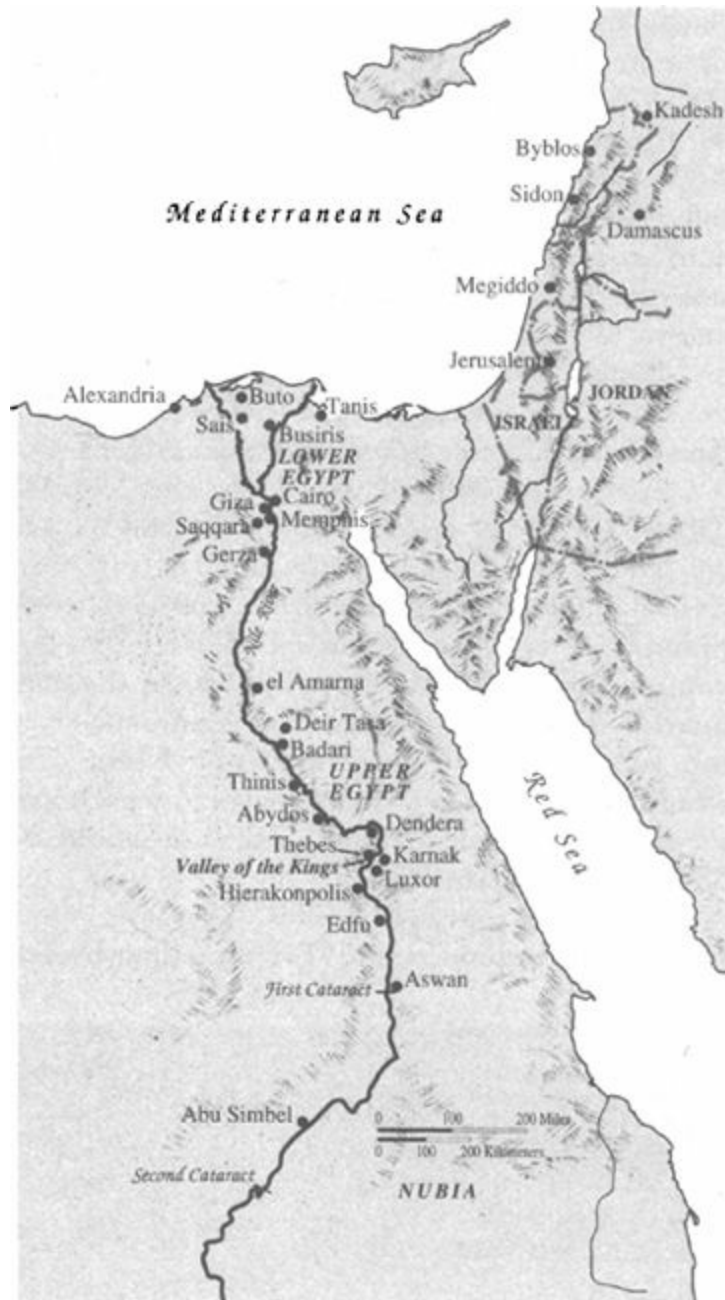 Kadesh
Byblos
Sidon
Mediterranean Sea
Damascus
Megiddo
Jerusalem
JORDAN
Alexandria
Buto
Tanis
Sais
ISRAEL
Busiris
LOWER
EGYPT
Cairo
Giza
Memphis
Saqqara
Gerza
Nile River
el Amarna
Deir Tasa
Badari
UPPER
EGYPT
Thinis
Red Sea
Abydos
Dendera
Thebes
Karnak
Valley of the Kings
Luxor
Hierakonpolis
Edfu
Aswan
First Cataract
Abu Simbel
0 100 200 Miles
0 100 200 Kilometers
Second Cataract
NUBIA